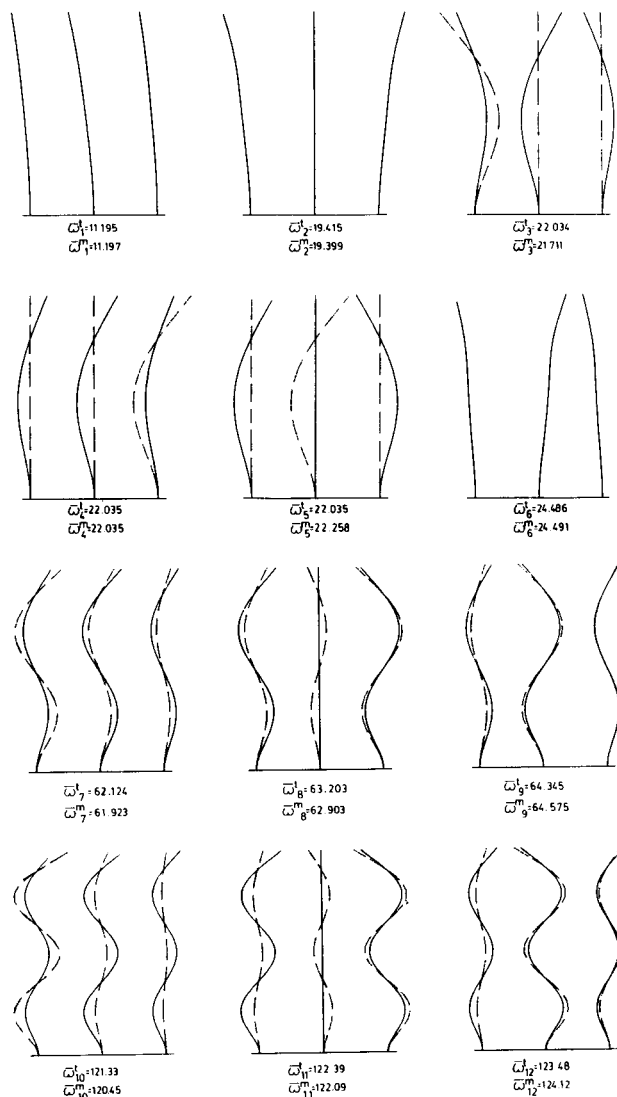 ω̅ᵗ₁=11.195
ω̅ᵐ₁=11.197
ω̅ᵗ₂=19.415
ω̅ᵐ₂=19.399
ω̅ᵗ₃=22.034
ω̅ᵐ₃=21.711
ω̅ᵗ₄=22.035
ω̅ᵐ₄=22.035
ω̅ᵗ₅=22.035
ω̅ᵐ₅=22.258
ω̅ᵗ₆=24.486
ω̅ᵐ₆=24.491
ω̅ᵗ₇=62.124
ω̅ᵐ₇=61.923
ω̅ᵗ₈=63.203
ω̅ᵐ₈=62.903
ω̅ᵗ₉=64.345
ω̅ᵐ₉=64.575
ω̅ᵗ₁₀=121.33
ω̅ᵐ₁₀=120.45
ω̅ᵗ₁₁=122.39
ω̅ᵐ₁₁=122.09
ω̅ᵗ₁₂=123.48
ω̅ᵐ₁₂=124.12